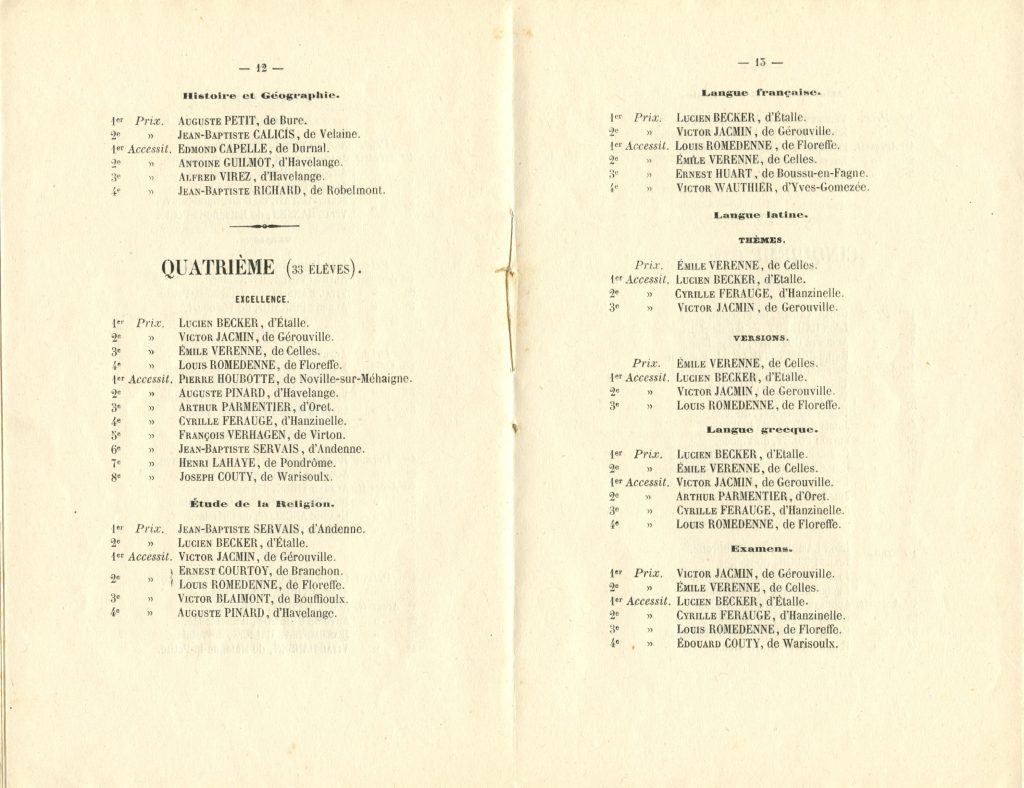 — 12 —
Histoire et Géographie.
1er Prix. AUGUSTE PETIT, de Bure.
2e » JEAN-BAPTISTE CALICIS, de Velaine.
1er Accessit. EDMOND CAPELLE, de Durnal.
2e » ANTOINE GUILMOT, d'Havelange.
3e » ALFRED VIREZ, d'Havelange.
4e » JEAN-BAPTISTE RICHARD, de Robelmont.
QUATRIÈME (33 ÉLÈVES).
EXCELLENCE.
1er Prix. LUCIEN BECKER, d'Étalle.
2e » VICTOR JACMIN, de Gérouville.
3e » ÉMILE VERENNE, de Celles.
4e » LOUIS ROMEDENNE, de Floreffe.
1er Accessit. PIERRE HOUBOTTE, de Noville-sur-Méhaigne.
2e » AUGUSTE PINARD, d'Havelange.
3e » ARTHUR PARMENTIER, d'Oret.
4e » CYRILLE FERAUGE, d'Hanzinelle.
5e » FRANÇOIS VERHAGEN, de Virton.
6e » JEAN-BAPTISTE SERVAIS, d'Andenne.
7e » HENRI LAHAYE, de Pondrôme.
8e » JOSEPH COUTY, de Warisoulx.
Étude de la Religion.
1er Prix. JEAN-BAPTISTE SERVAIS, d'Andenne.
2e » LUCIEN BECKER, d'Étalle.
1er Accessit. VICTOR JACMIN, de Gérouville.
2e » ERNEST COURTOY, de Branchon.
LOUIS ROMEDENNE, de Floreffe.
3e » VICTOR BLAIMONT, de Bouffioulx.
4e » AUGUSTE PINARD, d'Havelange.
— 13 —
Langue française.
1er Prix. LUCIEN BECKER, d'Étalle.
2e » VICTOR JACMIN, de Gérouville.
1er Accessit. LOUIS ROMEDENNE, de Floreffe.
2e » ÉMILE VERENNE, de Celles.
3e » ERNEST HUART, de Boussu-en-Fagne.
4e » VICTOR WAUTHIER, d'Yves-Gomezée.
Langue latine.
THÈMES.
Prix. ÉMILE VERENNE, de Celles.
1er Accessit. LUCIEN BECKER, d'Etalle.
2e » CYRILLE FERAUGE, d'Hanzinelle.
3e » VICTOR JACMIN, de Gerouville.
VERSIONS.
Prix. ÉMILE VERENNE, de Celles.
1er Accessit. LUCIEN BECKER, d'Etalle.
2e » VICTOR JACMIN, de Gerouville.
3e » LOUIS ROMEDENNE, de Floreffe.
Langue grecque.
1er Prix. LUCIEN BECKER, d'Etalle.
2e » ÉMILE VERENNE, de Celles.
1er Accessit. VICTOR JACMIN, de Gerouville.
2e » ARTHUR PARMENTIER, d'Oret.
3e » CYRILLE FERAUGE, d'Hanzinelle.
4e » LOUIS ROMEDENNE, de Floreffe.
Examens.
1er Prix. VICTOR JACMIN, de Gérouville.
2e » ÉMILE VERENNE, de Celles.
1er Accessit. LUCIEN BECKER, d'Étalle.
2e » CYRILLE FERAUGE, d'Hanzinelle.
3e » LOUIS ROMEDENNE, de Floreffe.
4e » ÉDOUARD COUTY, de Warisoulx.